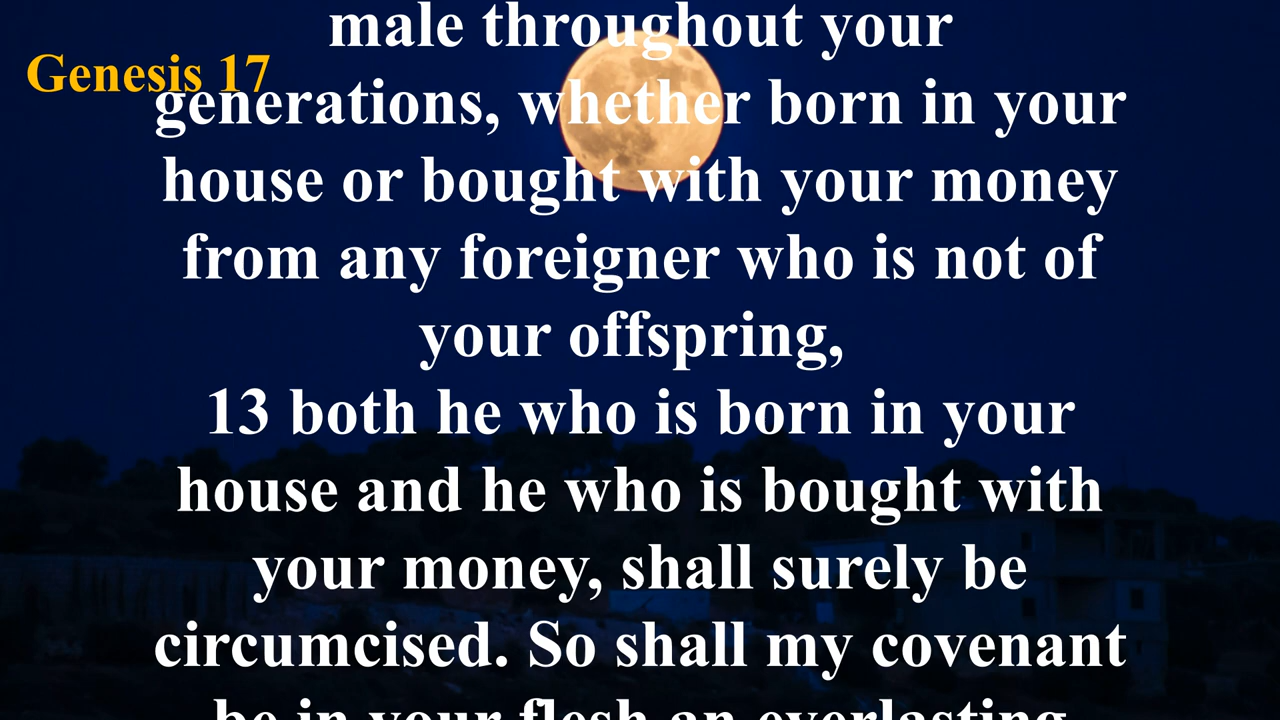 male throughout your
Genesis 17
generations, whether born in your
house or bought with your money
from any foreigner who is not of
your offspring,
13 both he who is born in your
house and he who is bought with
your money, shall surely be
circumcised. So shall my covenant
be in your flesh an everlasting